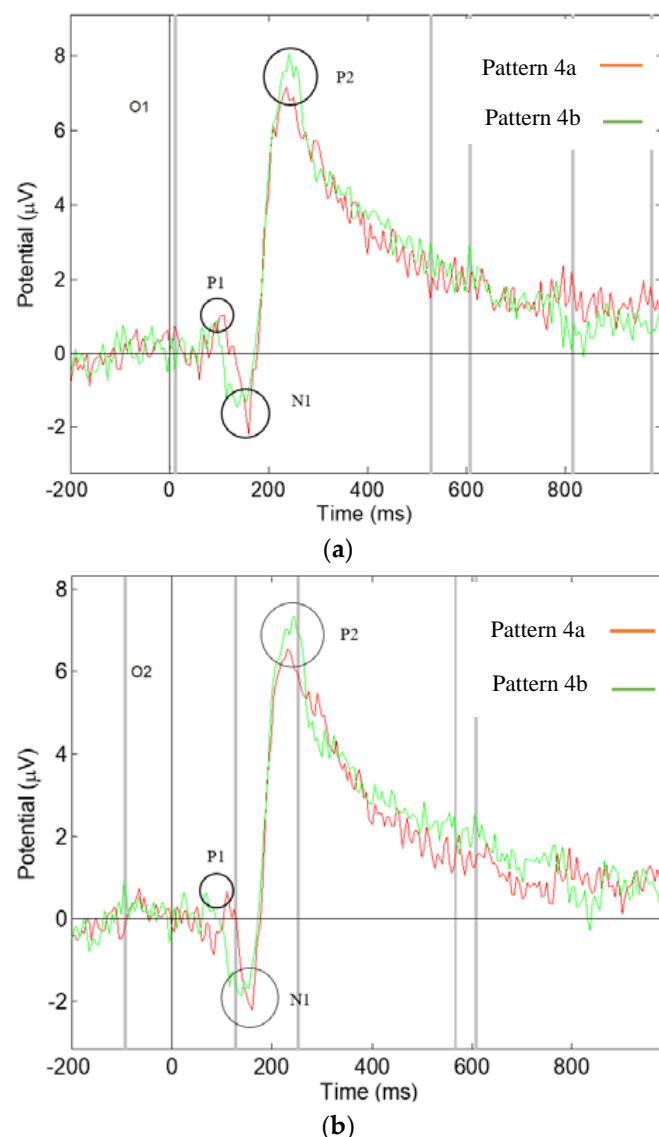 8
6
4
2
0
-2
Potential (µV)
O1
P1
N1
P2
Pattern 4a
Pattern 4b
-200 0 200 400 600 800
Time (ms)
(a)
8
6
4
2
0
-2
Potential (µV)
O2
P1
N1
P2
Pattern 4a
Pattern 4b
-200 0 200 400 600 800
Time (ms)
(b)